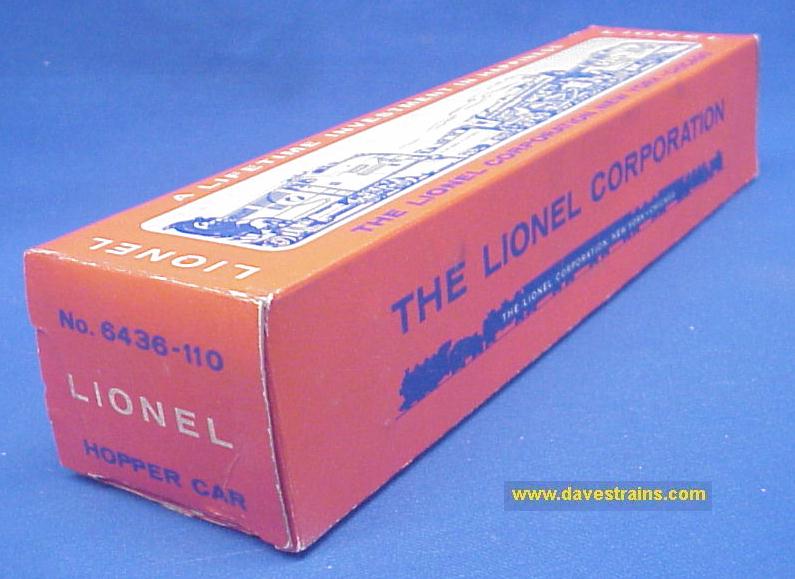 LIONEL
A LIFETIME INVESTMENT IN HAPPINESS
THE LIONEL CORPORATION NEW YORK - CHICAGO
LIONEL
THE LIONEL CORPORATION
THE LIONEL CORPORATION, NEW YORK-CHICAGO
No. 6436-110
LIONEL
HOPPER CAR
www.davestrains.com